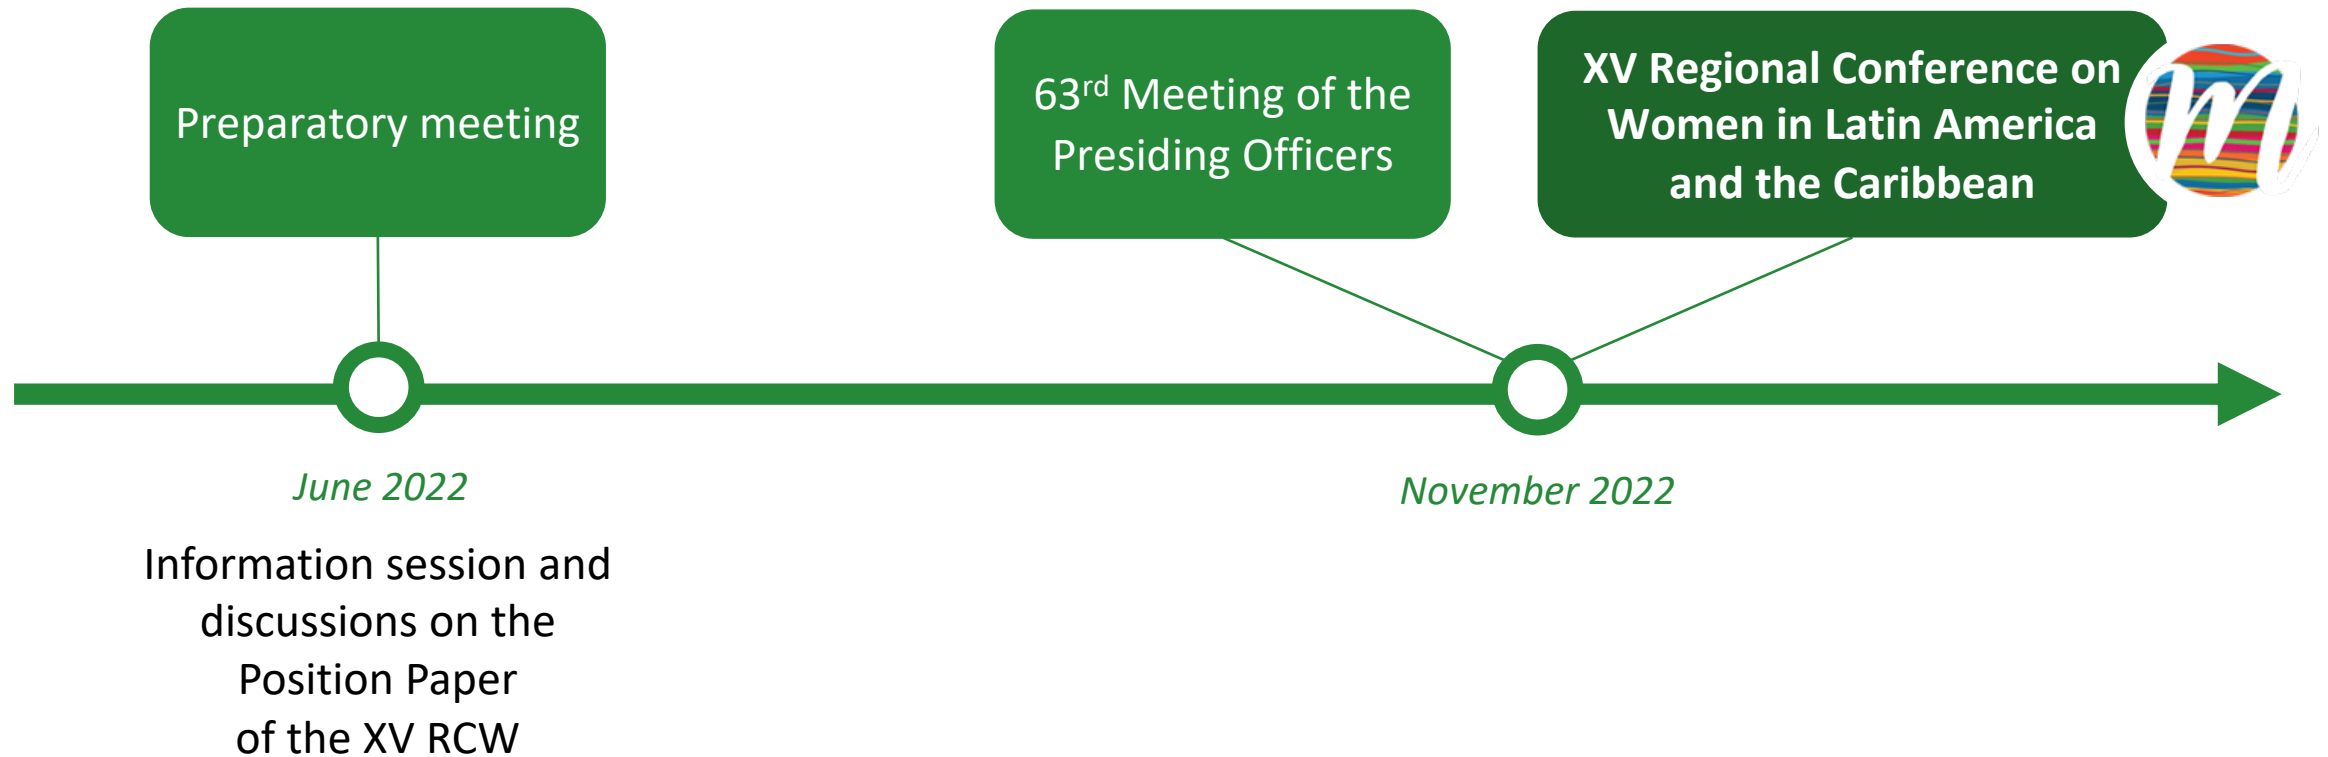 Preparatory meeting
63rd Meeting of the
Presiding Officers
XV Regional Conference on
Women in Latin America
and the Caribbean
m
June 2022
November 2022
Information session and
discussions on the
Position Paper
of the XV RCW